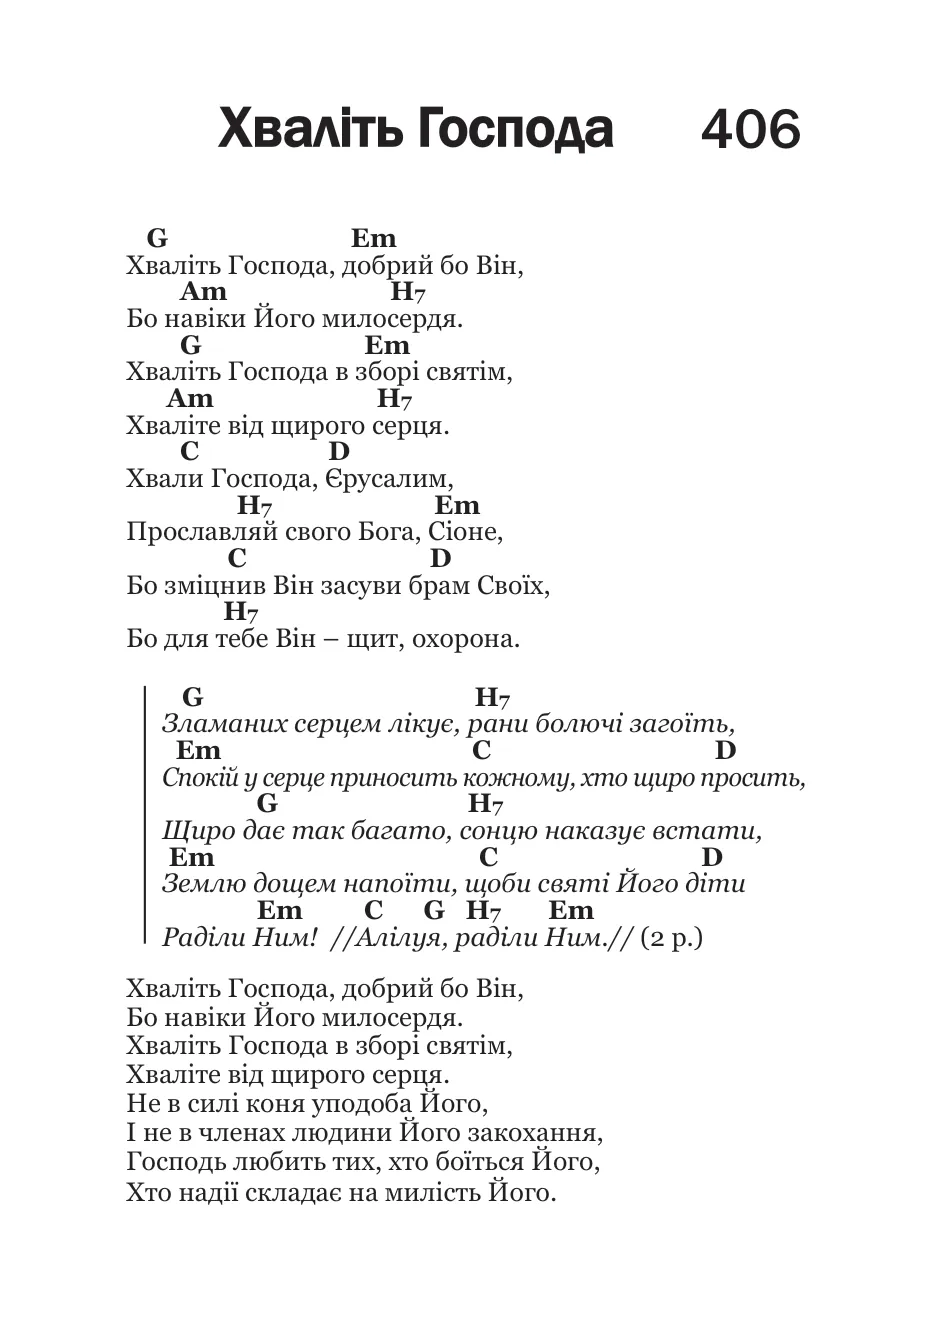 Хваліть Господа 406
G Em
Хваліть Господа, добрий бо Він,
Am H7
Бо навіки Його милосердя.
G Em
Хваліть Господа в зборі святім,
Am H7
Хваліте від щирого серця.
C D
Хвали Господа, Єрусалим,
H7 Em
Прославляй свого Бога, Сіоне,
C D
Бо зміцнив Він засуви брам Своїх,
H7
Бо для тебе Він – щит, охорона.
G H7
Зламаних серцем лікує, рани болючі загоїть,
Em C D
Спокій у серце приносить кожному, хто щиро просить,
G H7
Щиро дає так багато, сонцю наказує встати,
Em C D
Землю дощем напоїти, щоби святі Його діти
Em C G H7 Em
Раділи Ним! //Алілуя, раділи Ним.// (2 р.)
Хваліть Господа, добрий бо Він,
Бо навіки Його милосердя.
Хваліть Господа в зборі святім,
Хваліте від щирого серця.
Не в силі коня уподоба Його,
І не в членах людини Його закохання,
Господь любить тих, хто боїться Його,
Хто надії складає на милість Його.